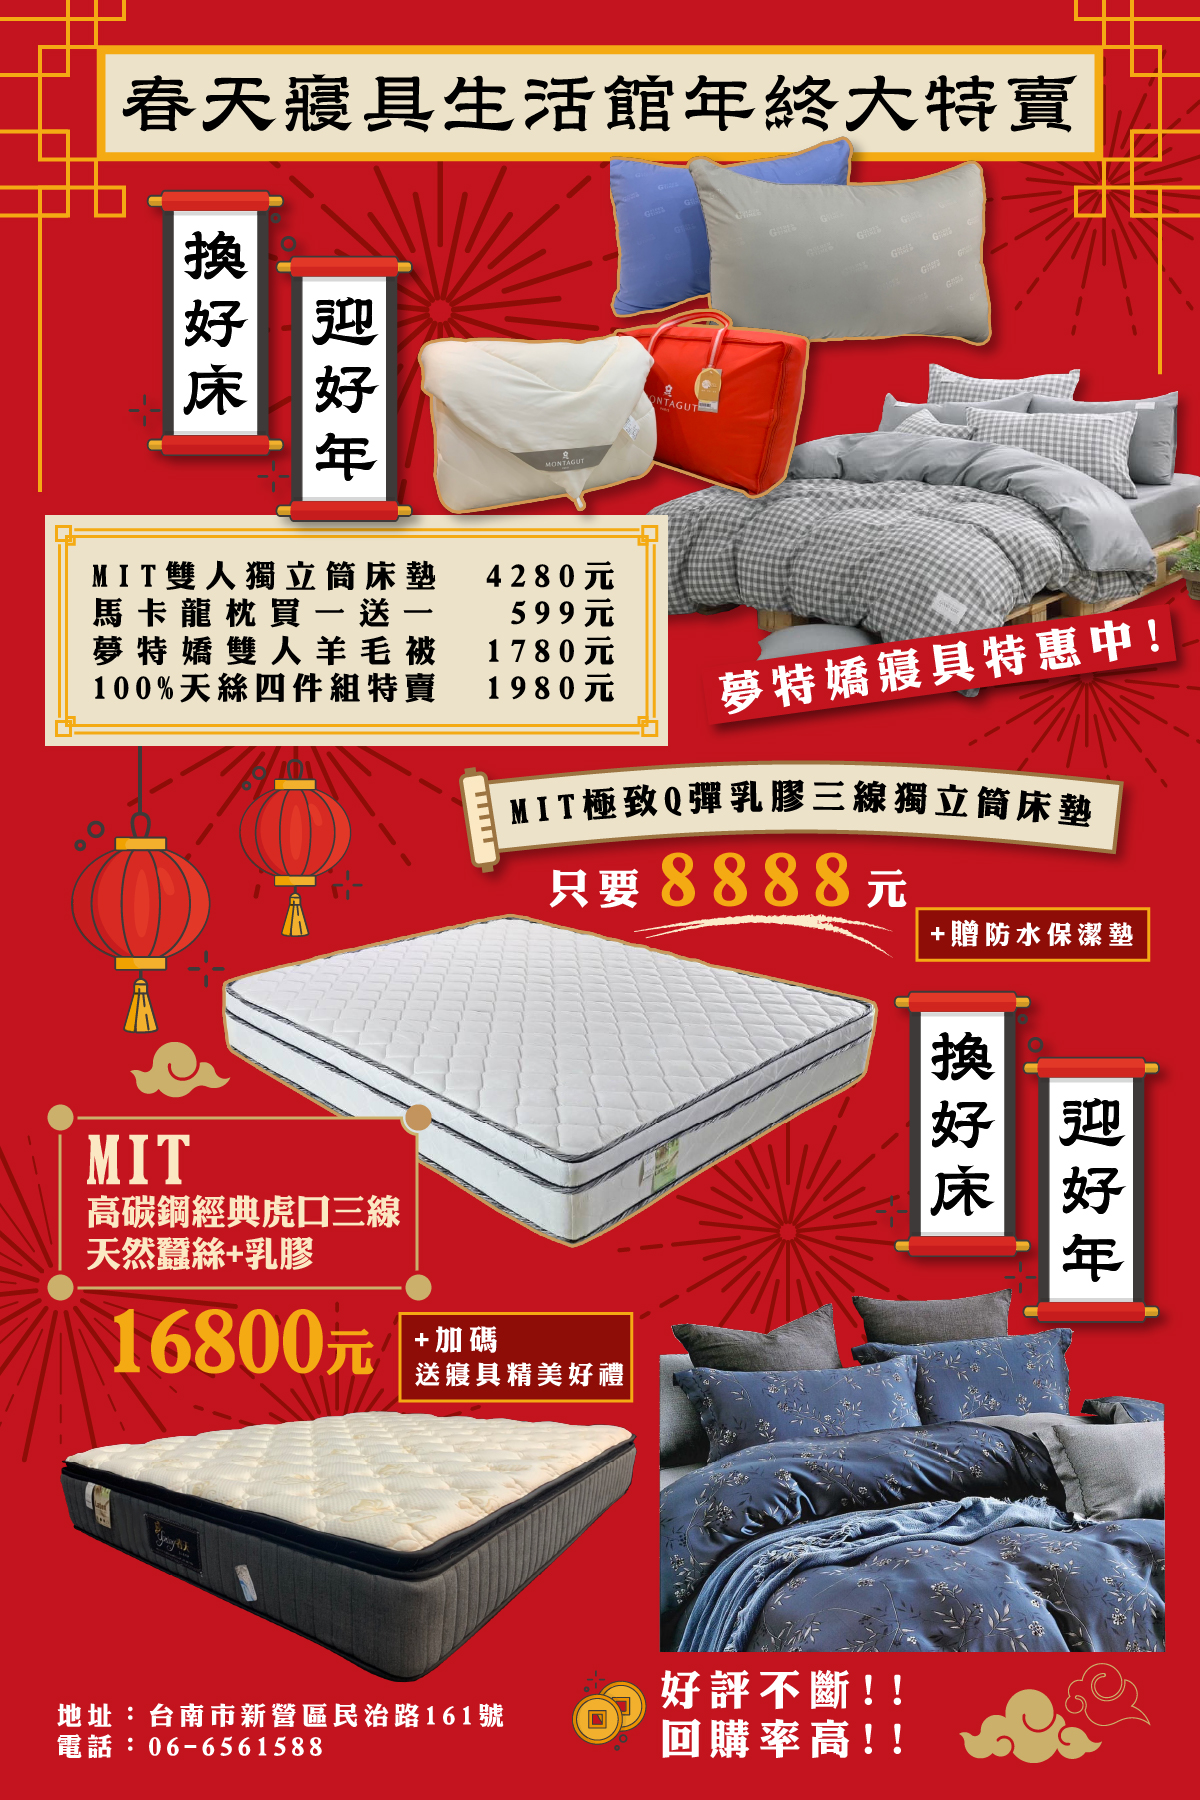 春天寢具生活館年終大特賣
換好床
迎好年
MONTAGUT
MONTAGUT
MIT雙人獨立筒床墊 4280元
馬卡龍枕買一送一 599元
夢特嬌雙人羊毛被 1780元
100%天絲四件組特賣 1980元
夢特嬌寢具特惠中!
MIT極致Q彈乳膠三線獨立筒床墊
只要8888元
+贈防水保潔墊
換好床
迎好年
MIT
高碳鋼經典虎口三線
天然蠶絲+乳膠
16800元
+加碼
送寢具精美好禮
好評不斷!!
回購率高!!
地址：台南市新營區民治路161號
電話：06-6561588